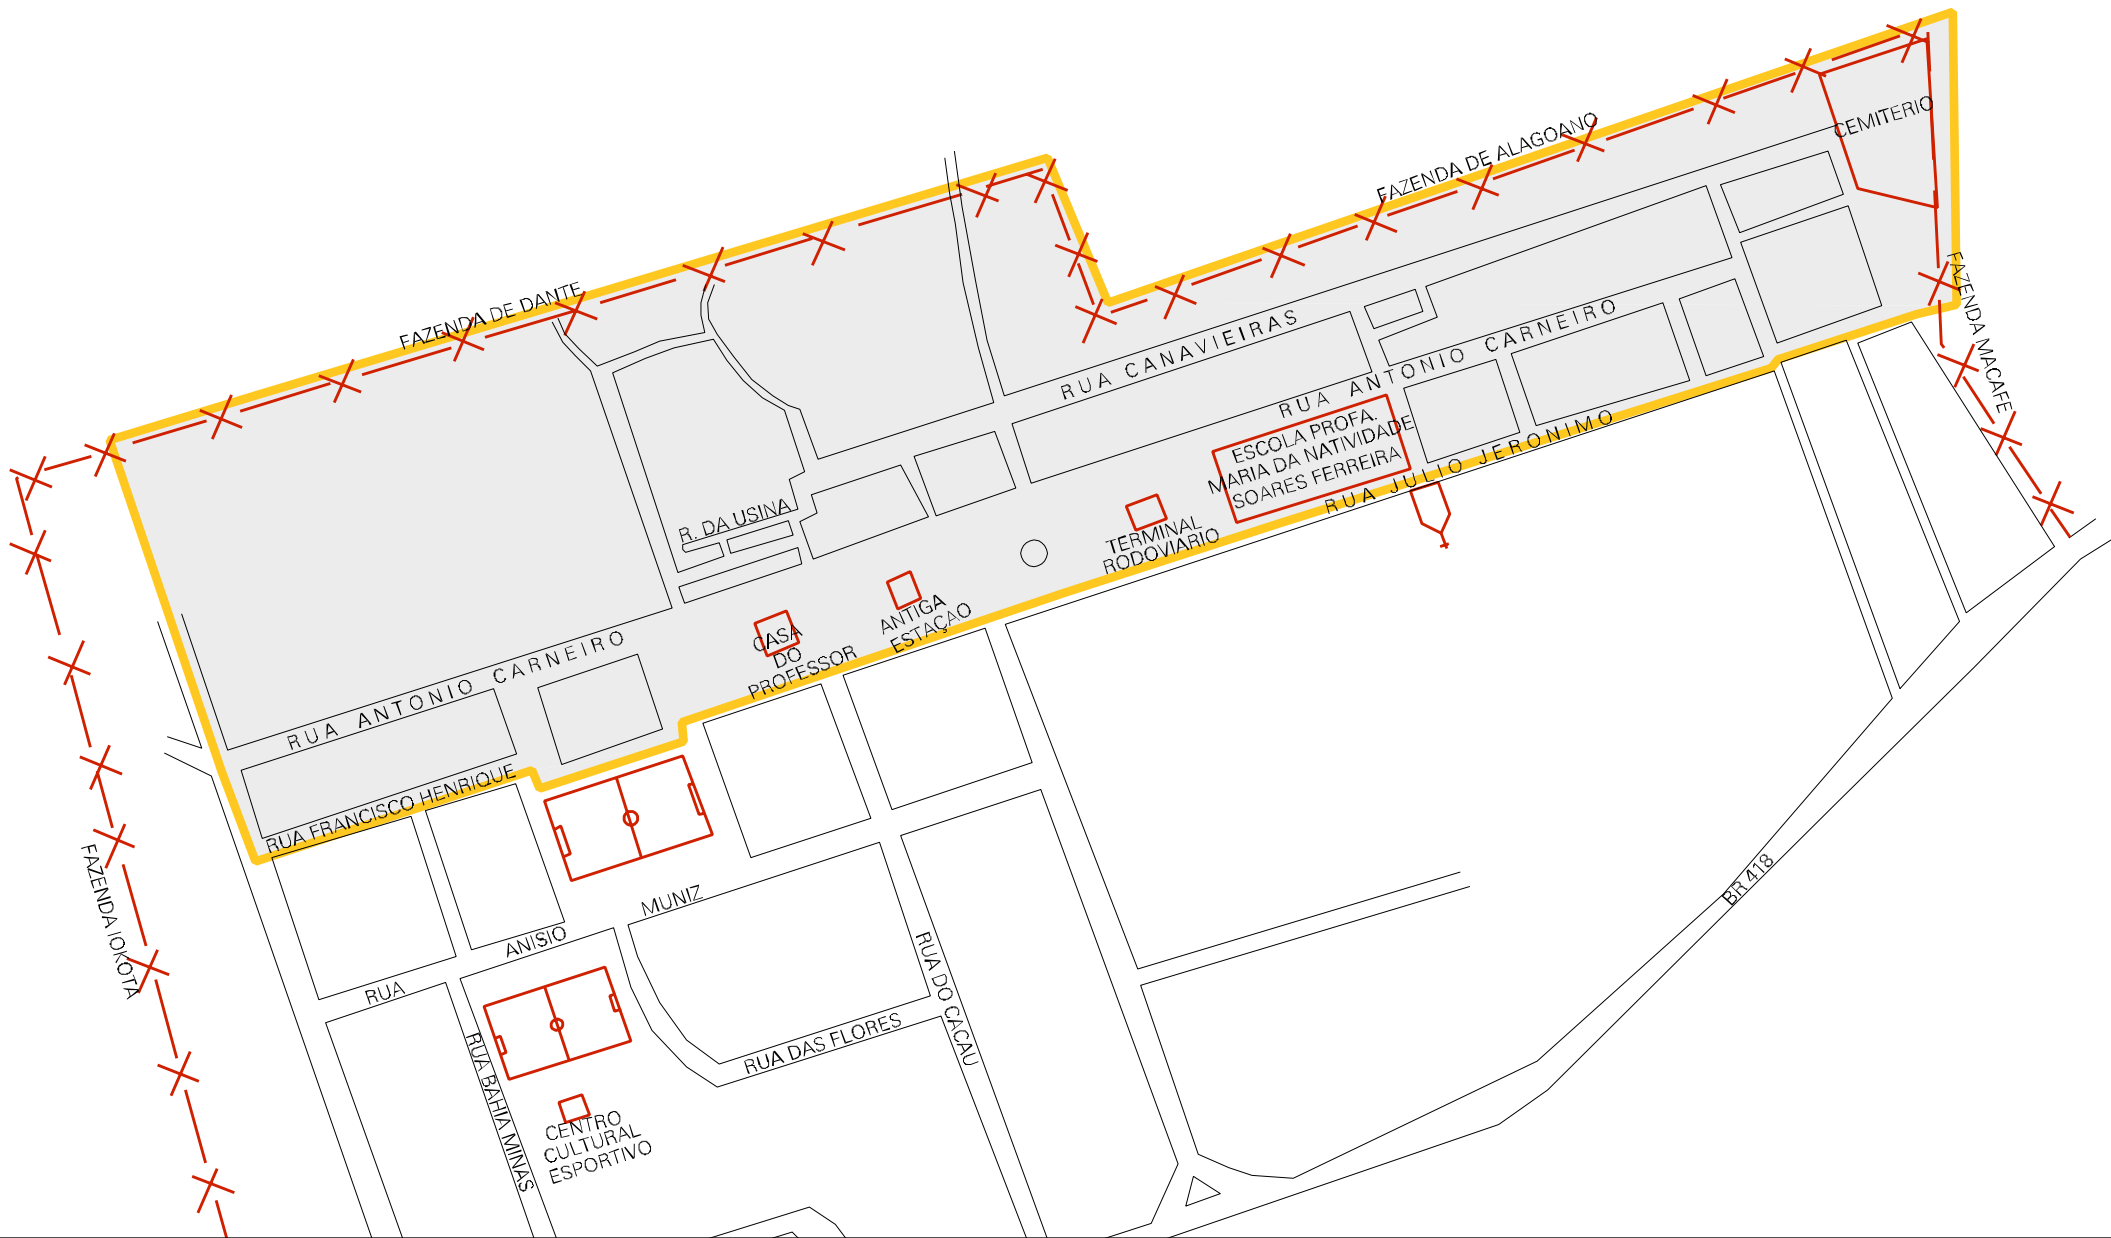 FAZENDA DE ALAGOANO
CEMITERIO
FAZENDA DE DANTE
FAZENDA MACAFE
RUA CANAVIEIRAS
RUA ANTONIO CARNEIRO
ESCOLA PROFA.
MARIA DA NATIVIDADE
SOARES FERREIRA
RUA JULIO JERONIMO
R. DA USINA
TERMINAL
RODOVIARIO
ANTIGA
ESTAÇAO
CASA
DO
PROFESSOR
RUA ANTONIO CARNEIRO
RUA FRANCISCO HENRIQUE
FAZENDA IOKOTA
BR 418
RUA ANISIO MUNIZ
RUA DO CACAU
RUA DAS FLORES
RUA BAHIA MINAS
CENTRO
CULTURAL
ESPORTIVO